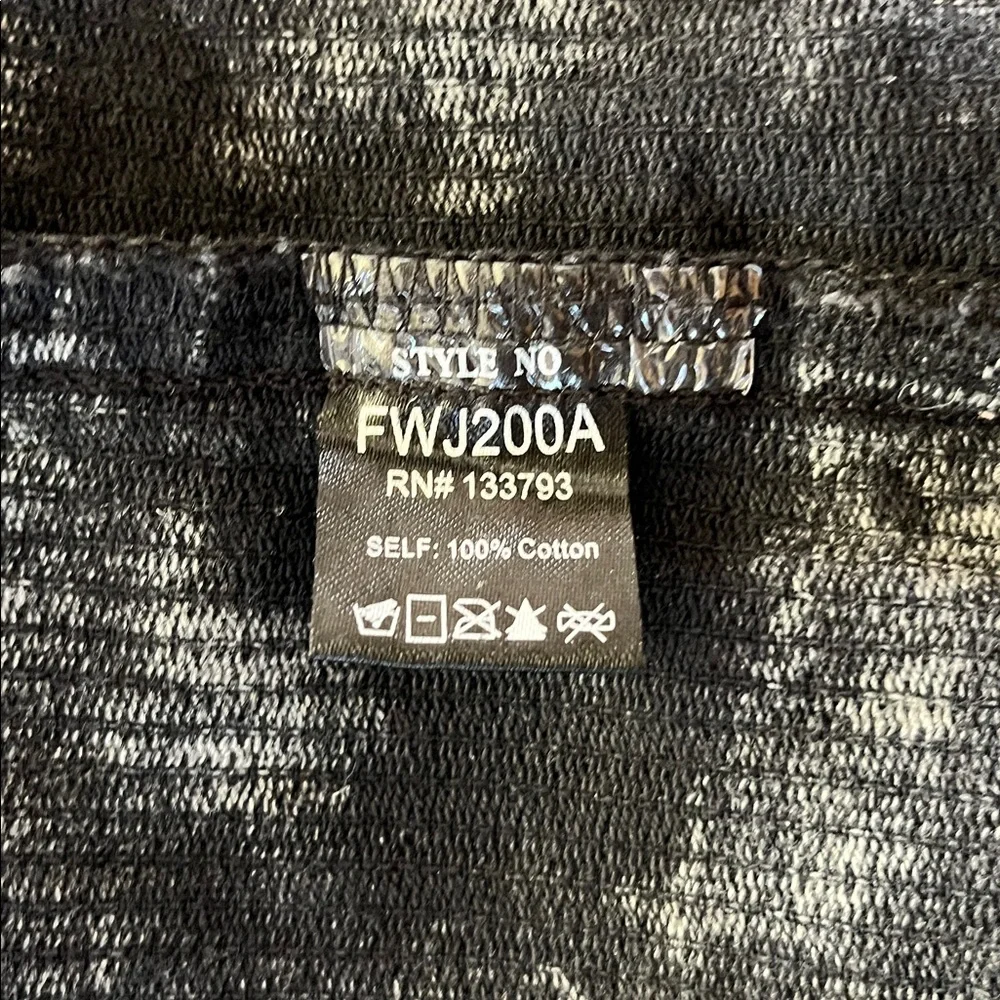 STYLE NO
FWJ200A
RN# 133793
SELF: 100% Cotton